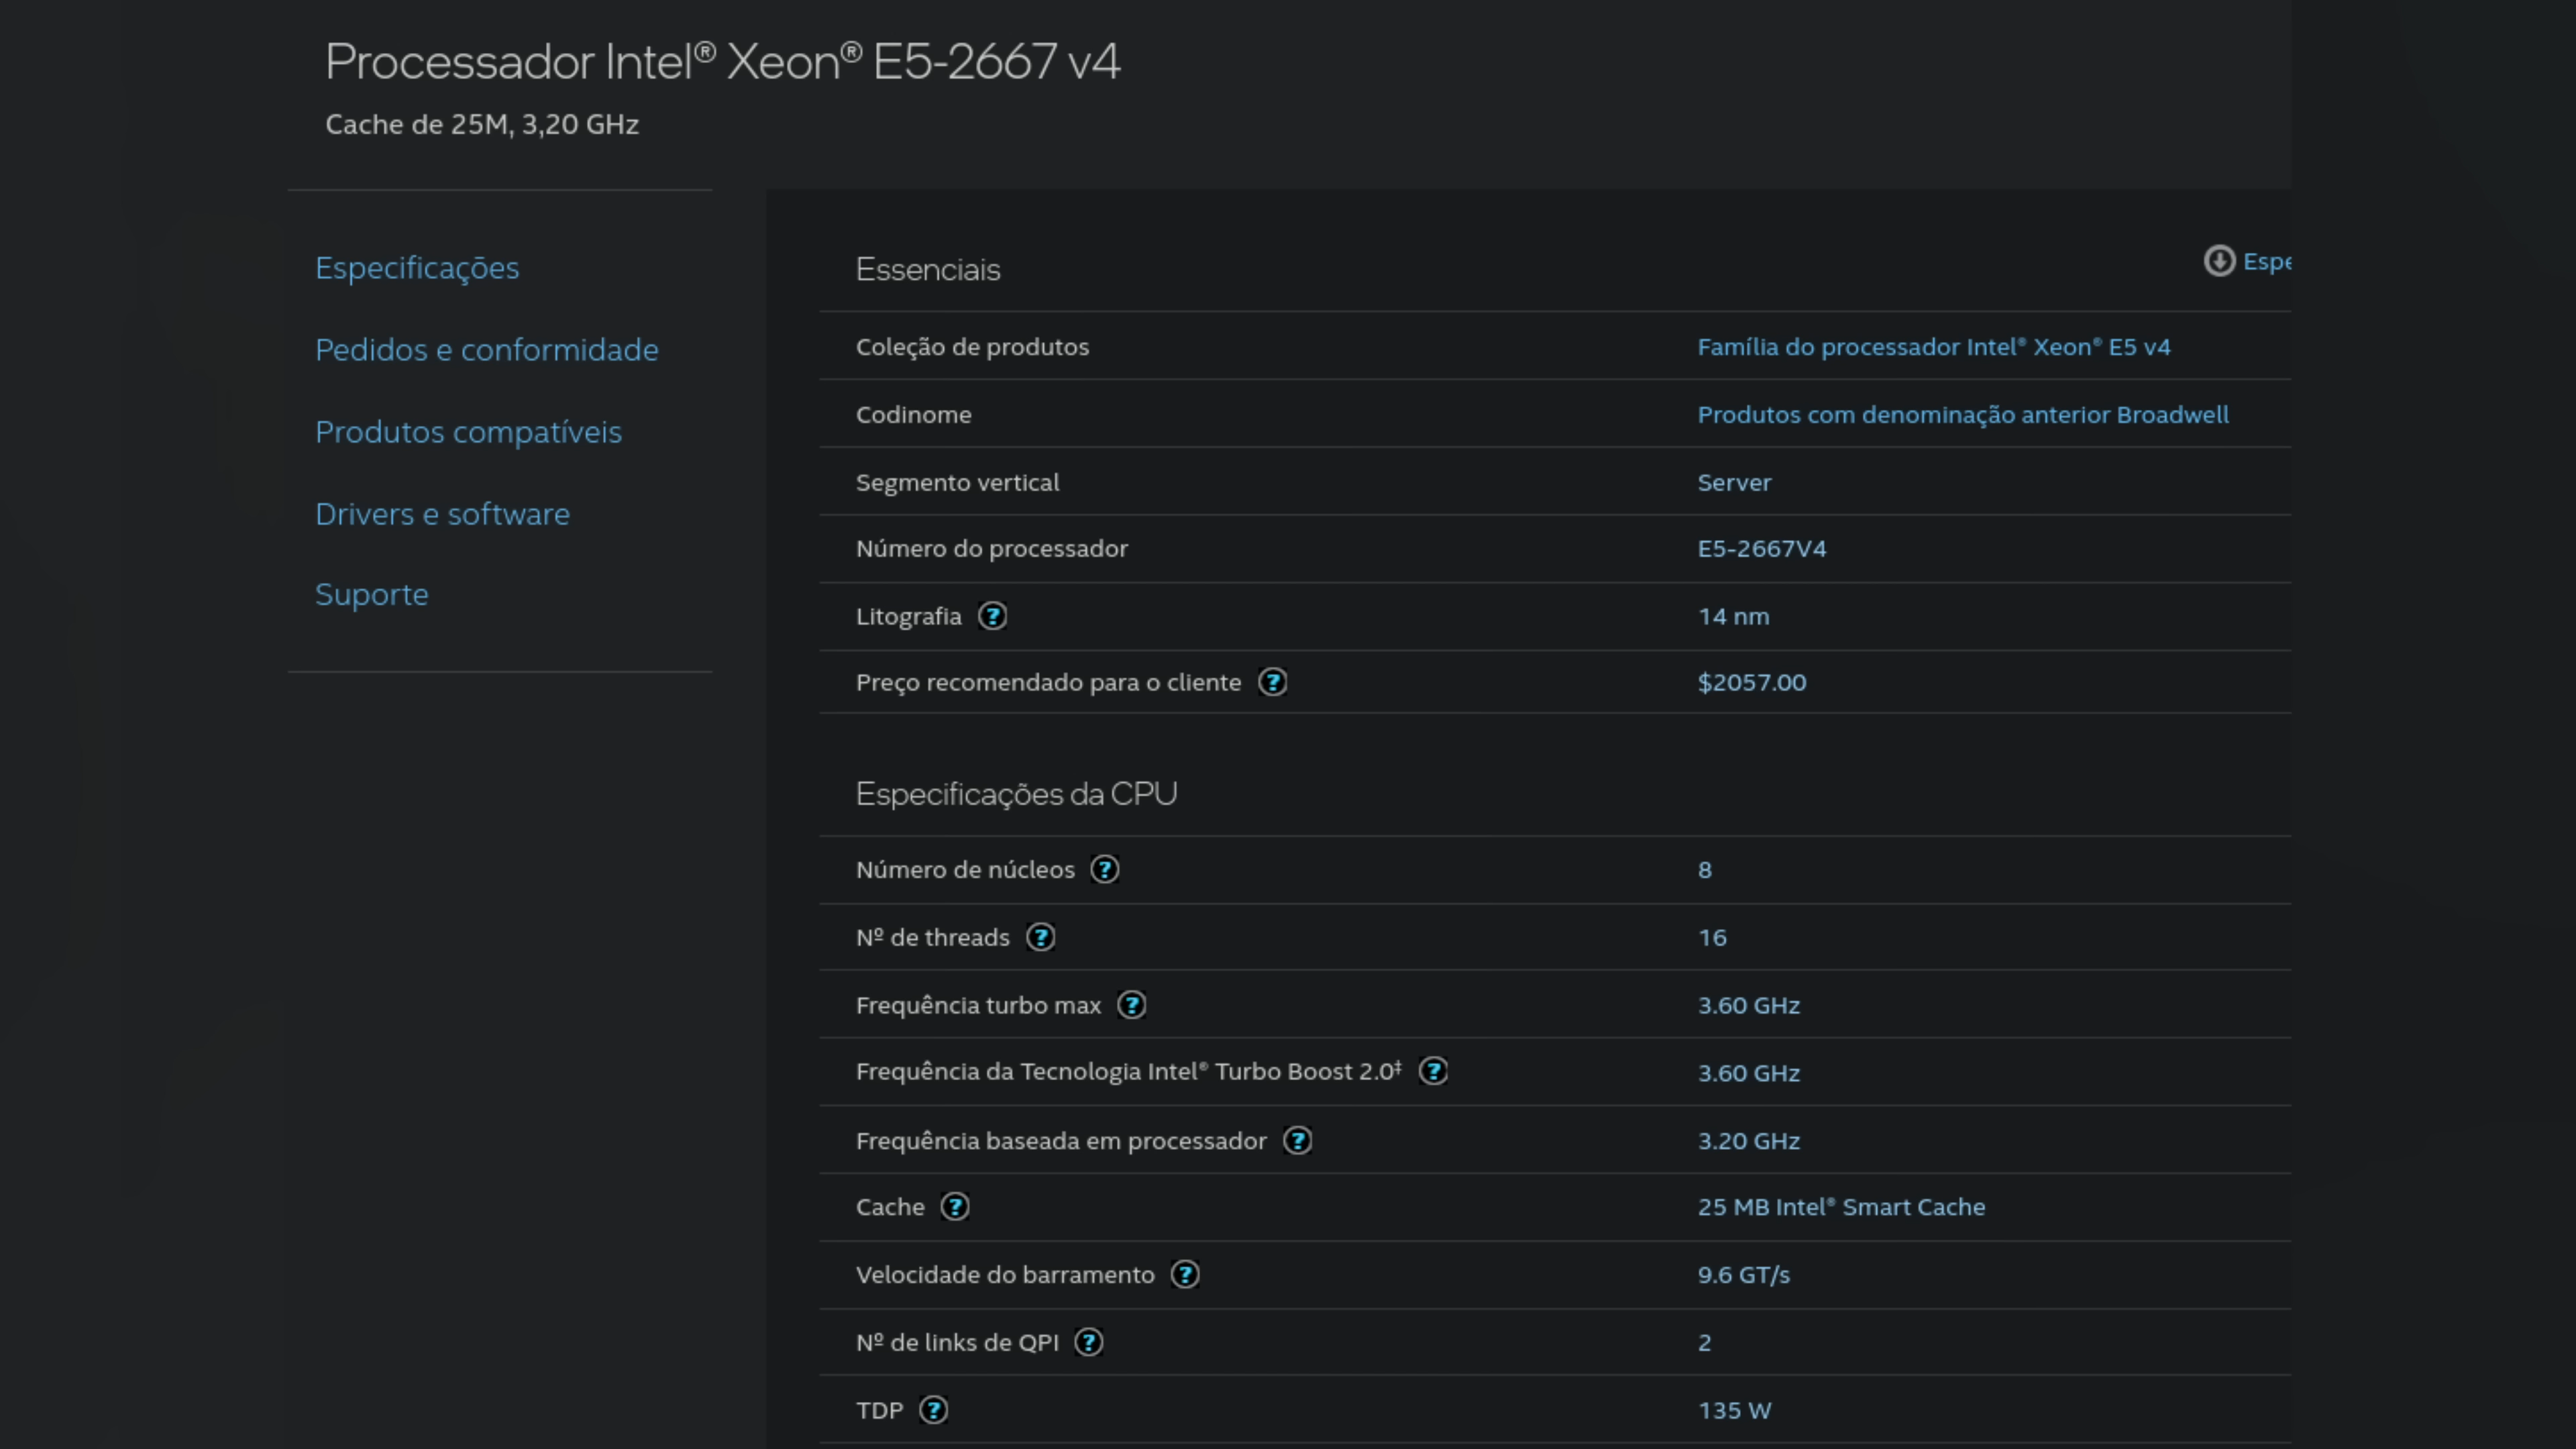 Processador Intel® Xeon® E5-2667 v4
Cache de 25M, 3,20 GHz
Especificações
Pedidos e conformidade
Produtos compatíveis
Drivers e software
Suporte
Essenciais
Espe
Coleção de produtos Família do processador Intel® Xeon® E5 v4
Codinome Produtos com denominação anterior Broadwell
Segmento vertical Server
Número do processador E5-2667V4
Litografia ? 14 nm
Preço recomendado para o cliente ? $2057.00
Especificações da CPU
Número de núcleos ? 8
Nº de threads ? 16
Frequência turbo max ? 3.60 GHz
Frequência da Tecnologia Intel® Turbo Boost 2.0‡ ? 3.60 GHz
Frequência baseada em processador ? 3.20 GHz
Cache ? 25 MB Intel® Smart Cache
Velocidade do barramento ? 9.6 GT/s
Nº de links de QPI ? 2
TDP ? 135 W